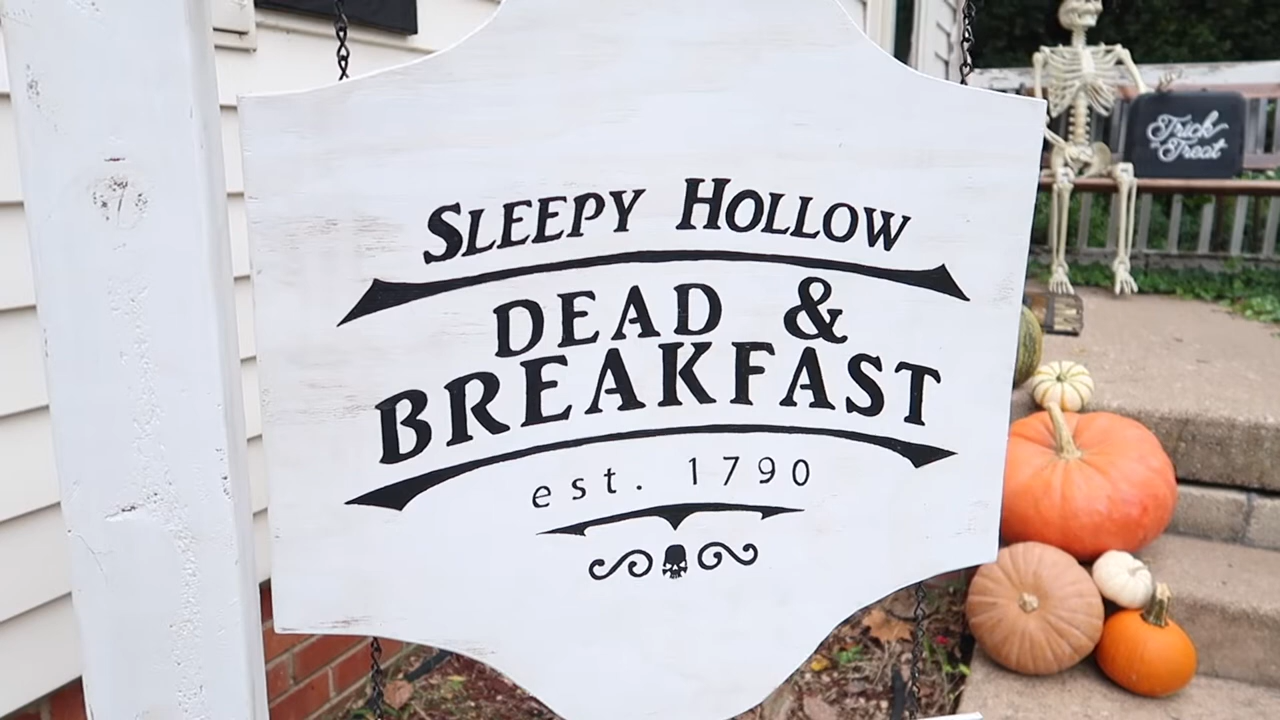 SLEEPY HOLLOW
DEAD &
BREAKFAST
est. 1790
Trick
or Treat